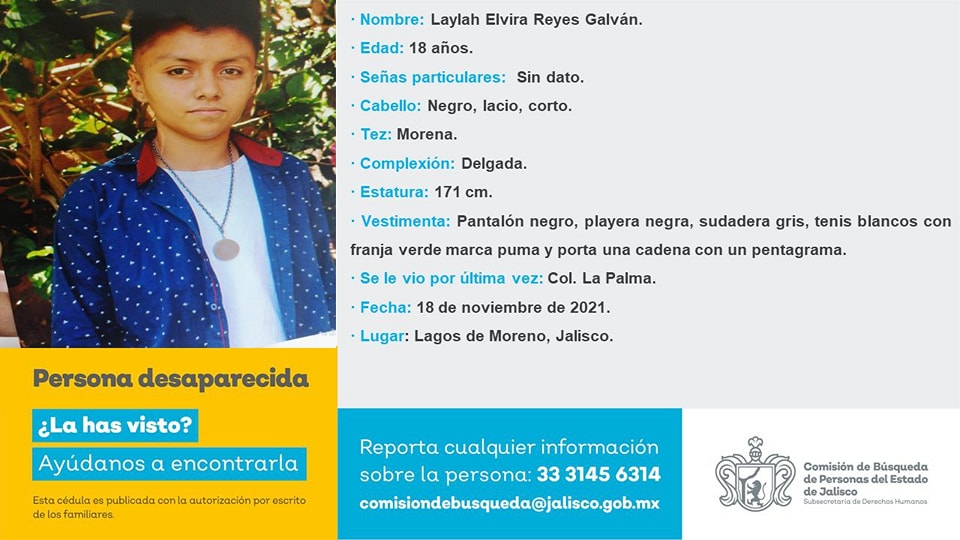 · Nombre: Laylah Elvira Reyes Galván.
· Edad: 18 años.
· Señas particulares: Sin dato.
· Cabello: Negro, lacio, corto.
· Tez: Morena.
· Complexión: Delgada.
· Estatura: 171 cm.
· Vestimenta: Pantalón negro, playera negra, sudadera gris, tenis blancos con
franja verde marca puma y porta una cadena con un pentagrama.
· Se le vio por última vez: Col. La Palma.
· Fecha: 18 de noviembre de 2021.
· Lugar: Lagos de Moreno, Jalisco.
Persona desaparecida
¿La has visto?
Ayúdanos a encontrarla
Esta cédula es publicada con la autorización por escrito
de los familiares.
Reporta cualquier información
sobre la persona: 33 3145 6314
comisiondebusqueda@jalisco.gob.mx
Comisión de Búsqueda
de Personas del Estado
de Jalisco
Subsecretaría de Derechos Humanos